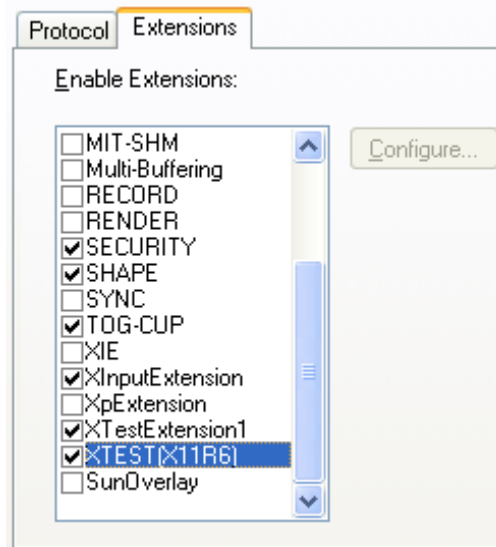 Protocol Extensions
Enable Extensions:
MIT-SHM
Configure...
Multi-Buffering
RECORD
RENDER
SECURITY
SHAPE
SYNC
TOG-CUP
XIE
XInputExtension
XpExtension
XTestExtension1
XTEST(X11R6)
SunOverlay